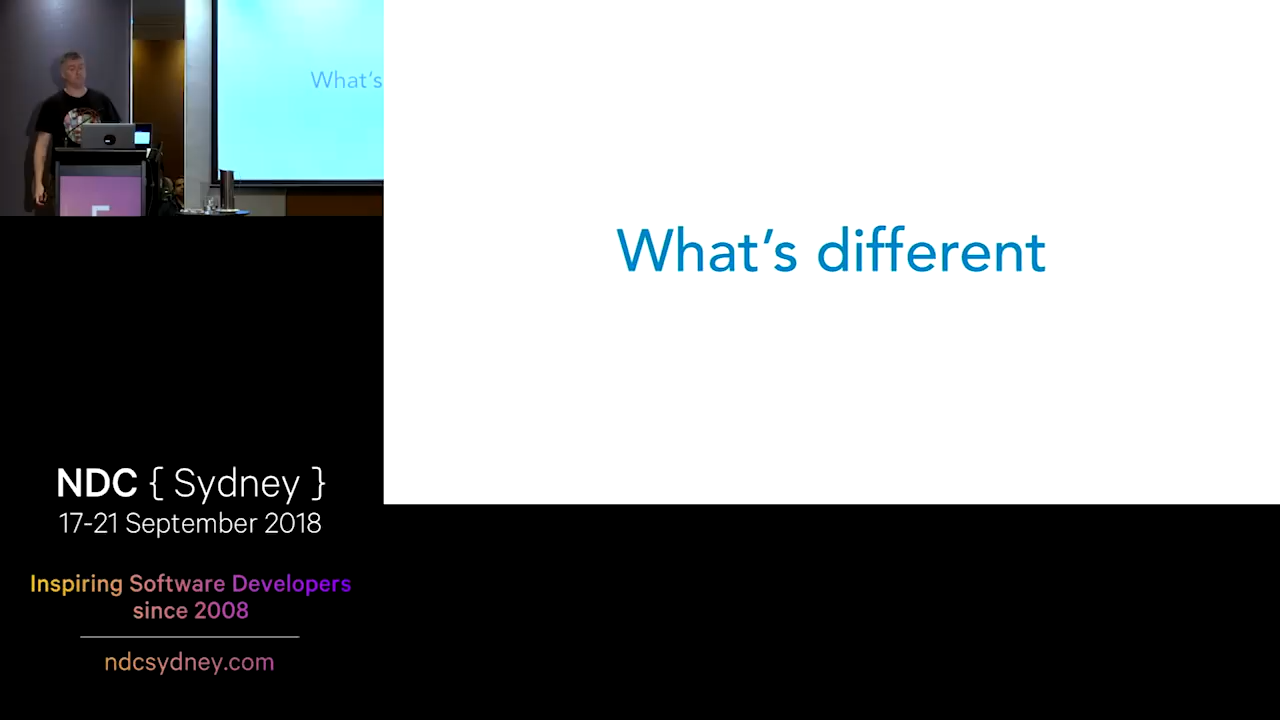 What's
What's different
NDC { Sydney }
17-21 September 2018
Inspiring Software Developers
since 2008
ndcsydney.com